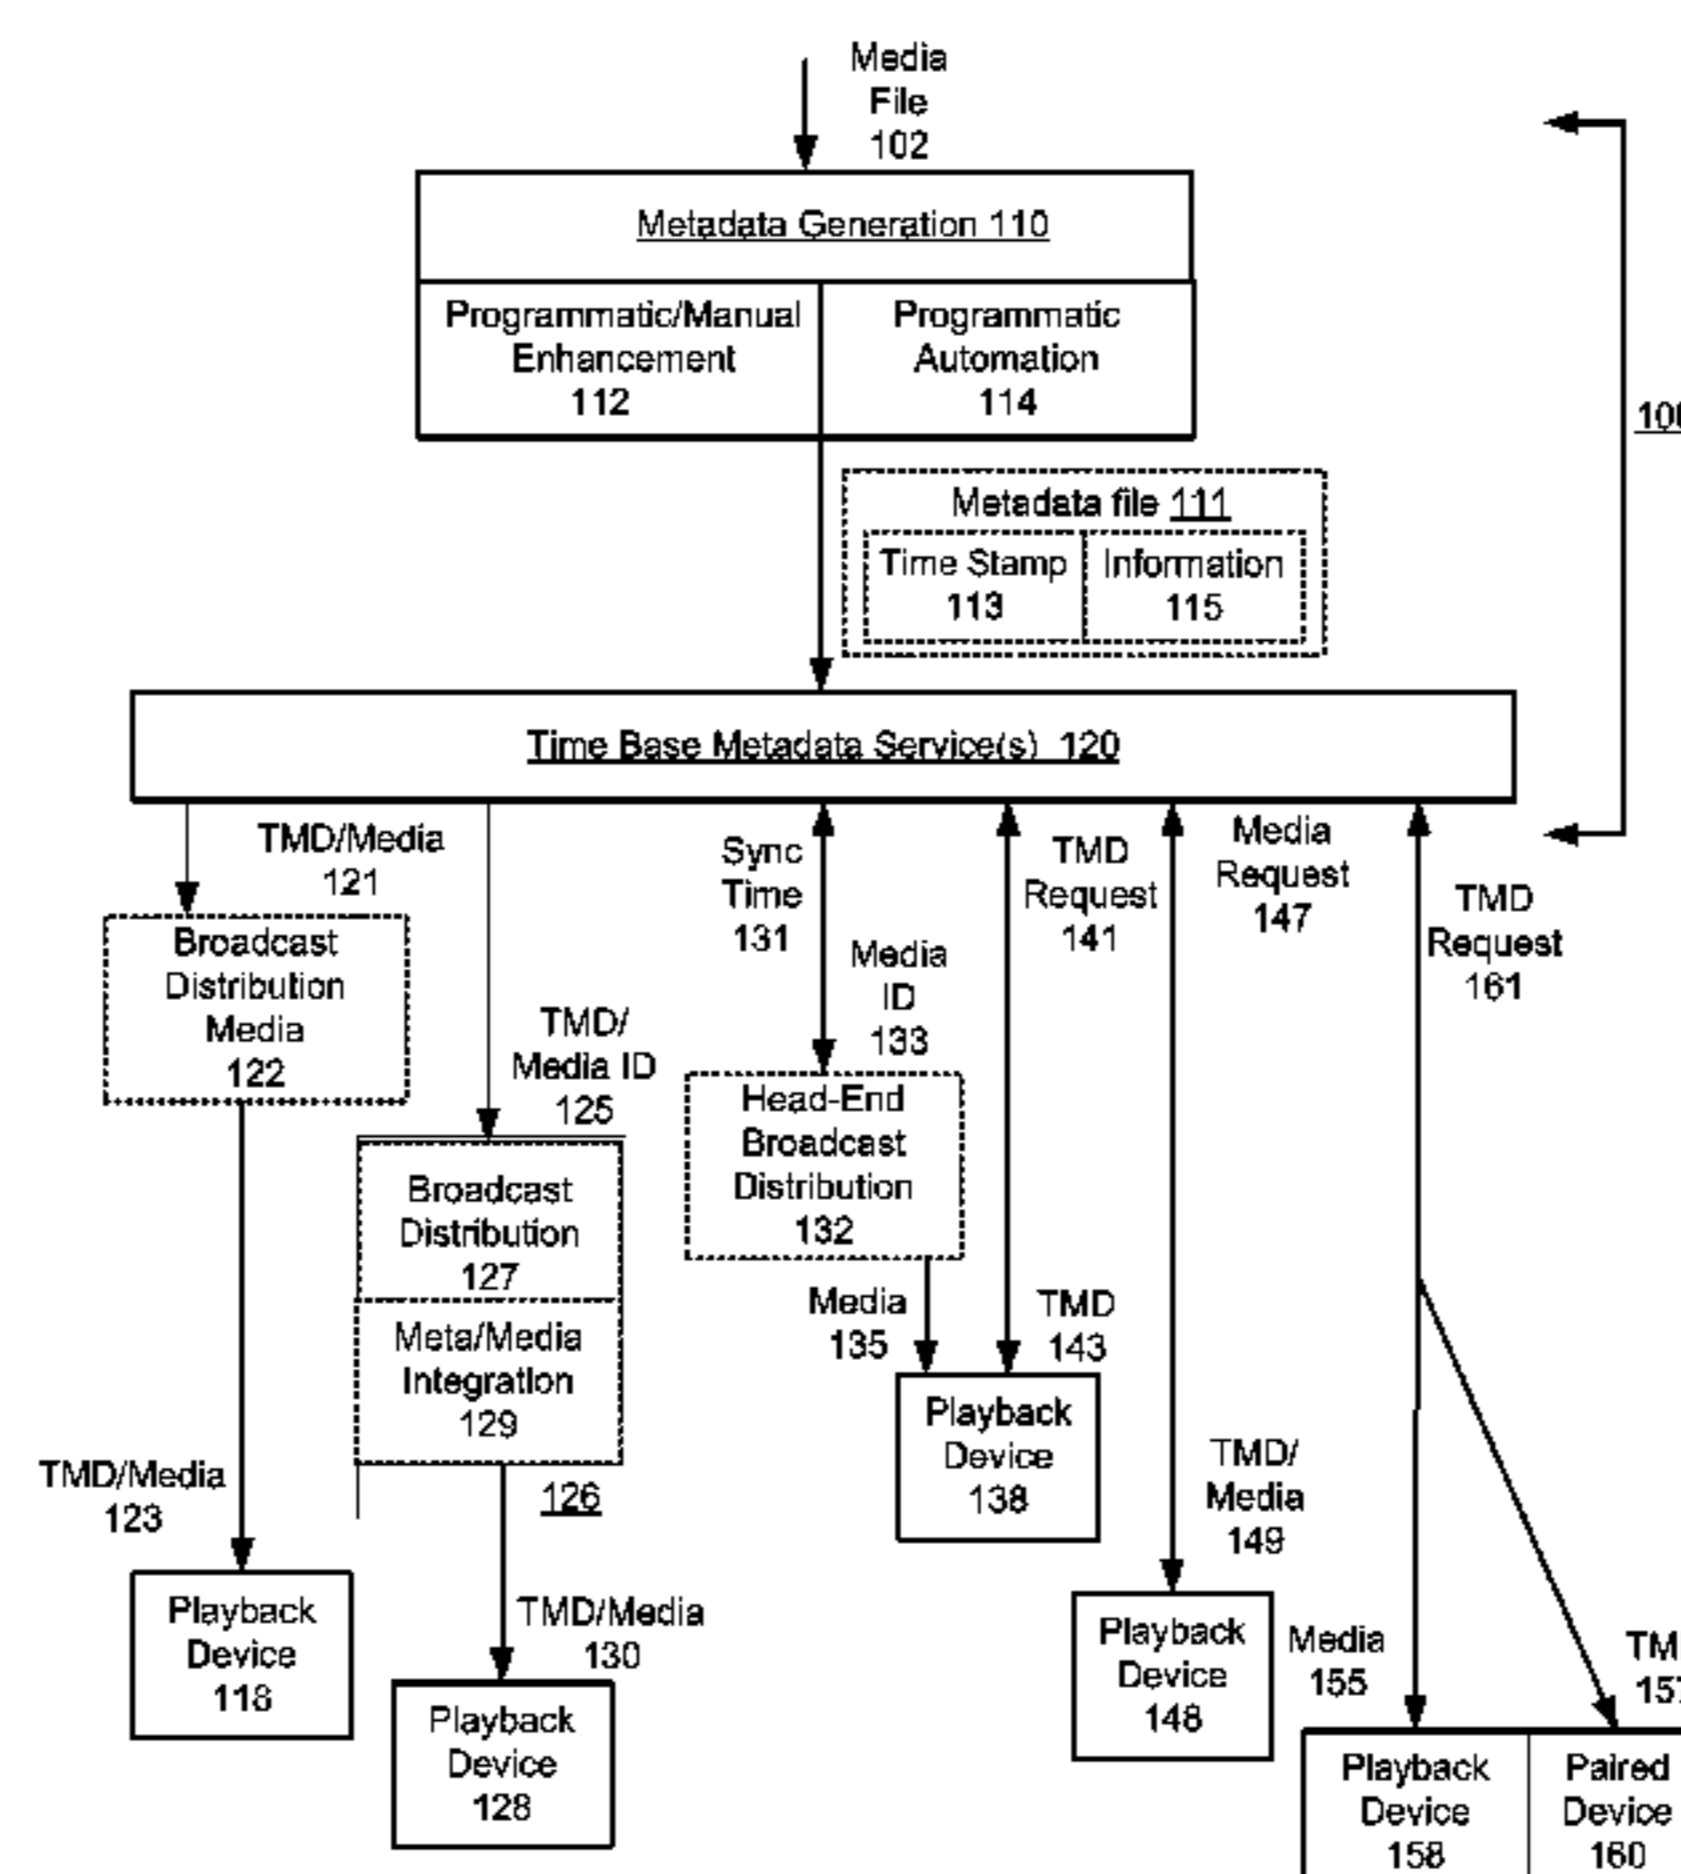 Media
File
102
Metadata Generation 110
Programmatic/Manual
Enhancement
112
Programmatic
Automation
114
Metadata file 111
Time Stamp
113
Information
115
Time Base Metadata Service(s) 120
TMD/Media
121
Broadcast
Distribution
Media
122
TMD/
Media ID
125
Sync
Time
131
Media
ID
133
TMD
Request
141
Media
Request
147
TMD
Request
161
Broadcast
Distribution
127
Meta/Media
Integration
129
126
Head-End
Broadcast
Distribution
132
Media
135
TMD
143
TMD/Media
123
Playback
Device
118
TMD/Media
130
Playback
Device
128
Playback
Device
138
TMD/
Media
149
Playback
Device
148
Media
155
Playback
Device
158
Paired
Device
160